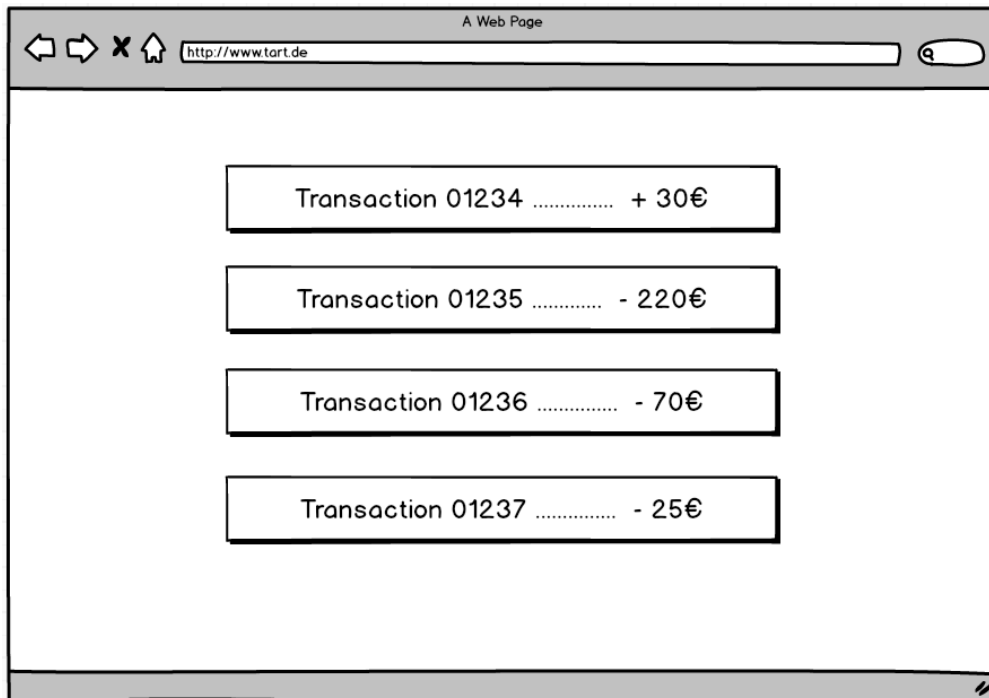 A Web Page
http://www.tart.de
Transaction 01234 ............... + 30€
Transaction 01235 ............. - 220€
Transaction 01236 ............... - 70€
Transaction 01237 ............... - 25€